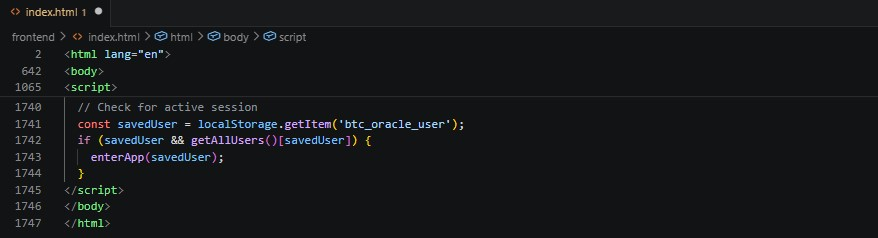 index.html 1
frontend > index.html > html > body > script
2 <html lang="en">
642 <body>
1065 <script>
1740 // Check for active session
1741 const savedUser = localStorage.getItem('btc_oracle_user');
1742 if (savedUser && getAllUsers()[savedUser]) {
1743 enterApp(savedUser);
1744 }
1745 </script>
1746 </body>
1747 </html>